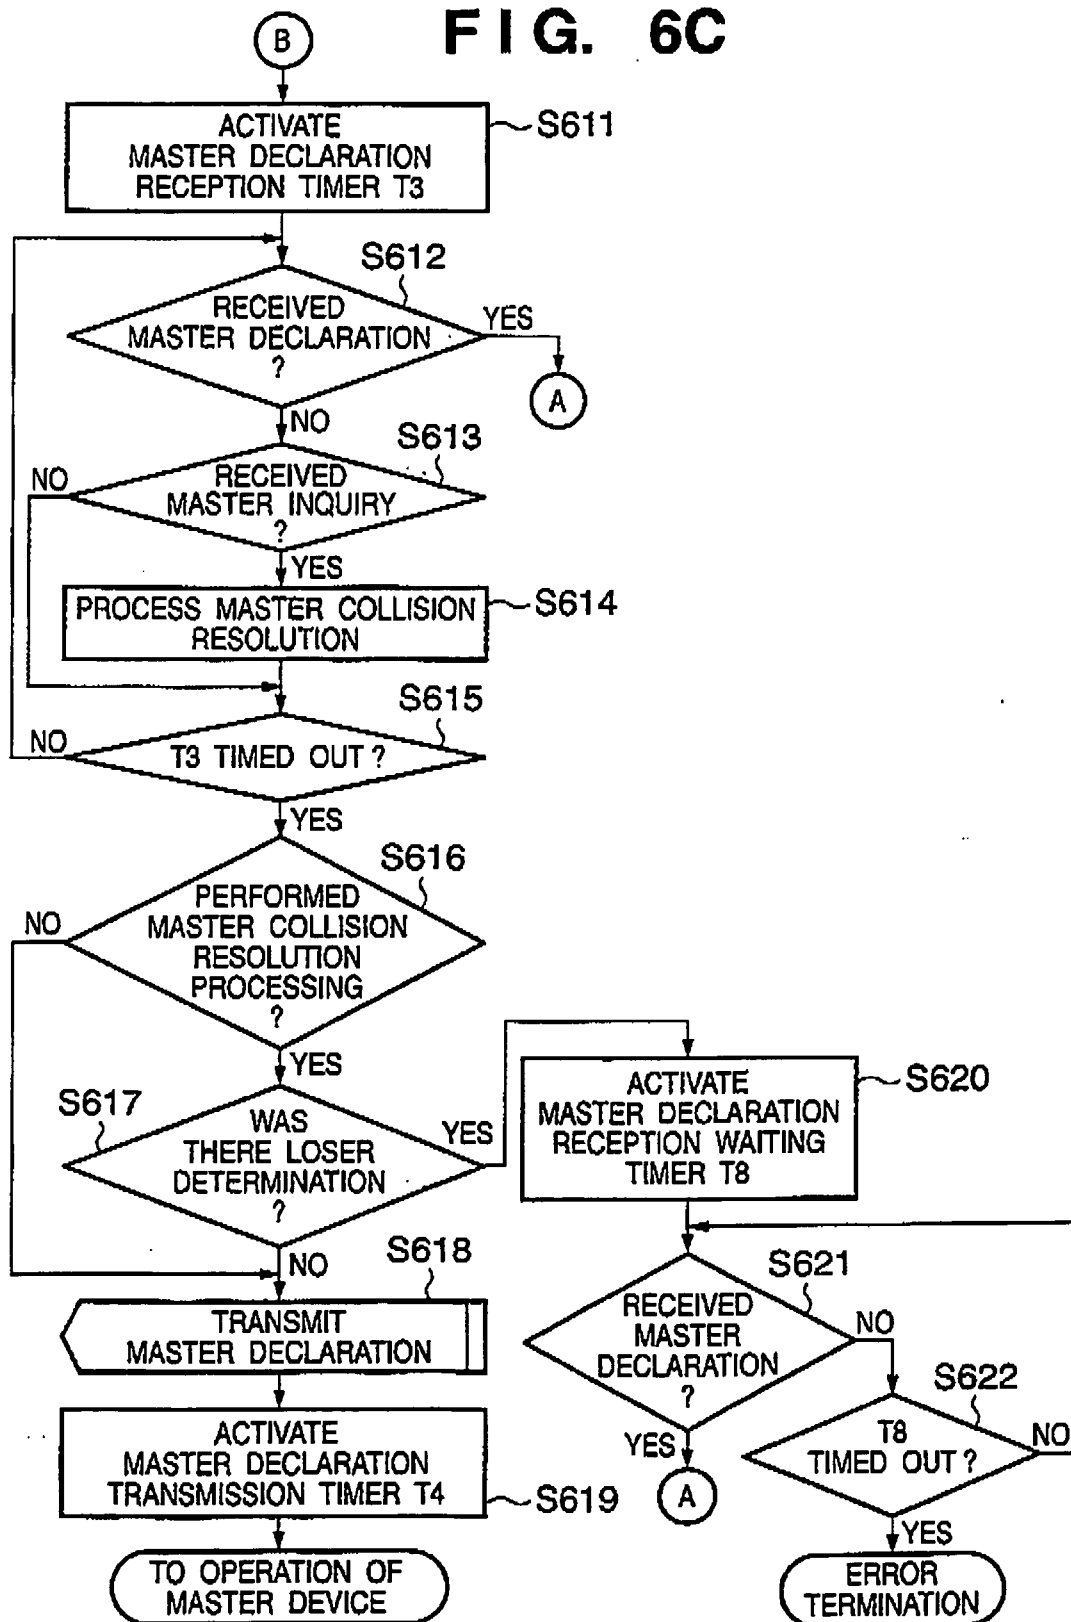 FIG. 6C
B
ACTIVATE
MASTER DECLARATION
RECEPTION TIMER T3
S611
S612
RECEIVED
MASTER DECLARATION
?
YES
A
NO
S613
NO
RECEIVED
MASTER INQUIRY
?
YES
PROCESS MASTER COLLISION
RESOLUTION
S614
S615
NO
T3 TIMED OUT ?
YES
S616
NO
PERFORMED
MASTER COLLISION
RESOLUTION
PROCESSING
?
YES
S617
WAS
THERE LOSER
DETERMINATION
?
YES
NO
S618
TRANSMIT
MASTER DECLARATION
ACTIVATE
MASTER DECLARATION
TRANSMISSION TIMER T4
S619
TO OPERATION OF
MASTER DEVICE
ACTIVATE
MASTER DECLARATION
RECEPTION WAITING
TIMER T8
S620
S621
RECEIVED
MASTER
DECLARATION
?
NO
YES
A
S622
T8
TIMED OUT ?
NO
YES
ERROR
TERMINATION